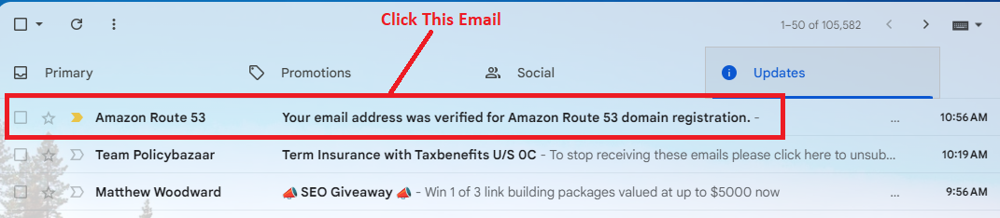 Click This Email
1–50 of 105,582
Primary Promotions Social Updates
Amazon Route 53 Your email address was verified for Amazon Route 53 domain registration. - ... 10:56 AM
Team Policybazaar Term Insurance with Taxbenefits U/S 0C - To stop receiving these emails please click here to unsub... 10:19 AM
Matthew Woodward 📣 SEO Giveaway 📣 - Win 1 of 3 link building packages valued at up to $5000 now ... 9:56 AM